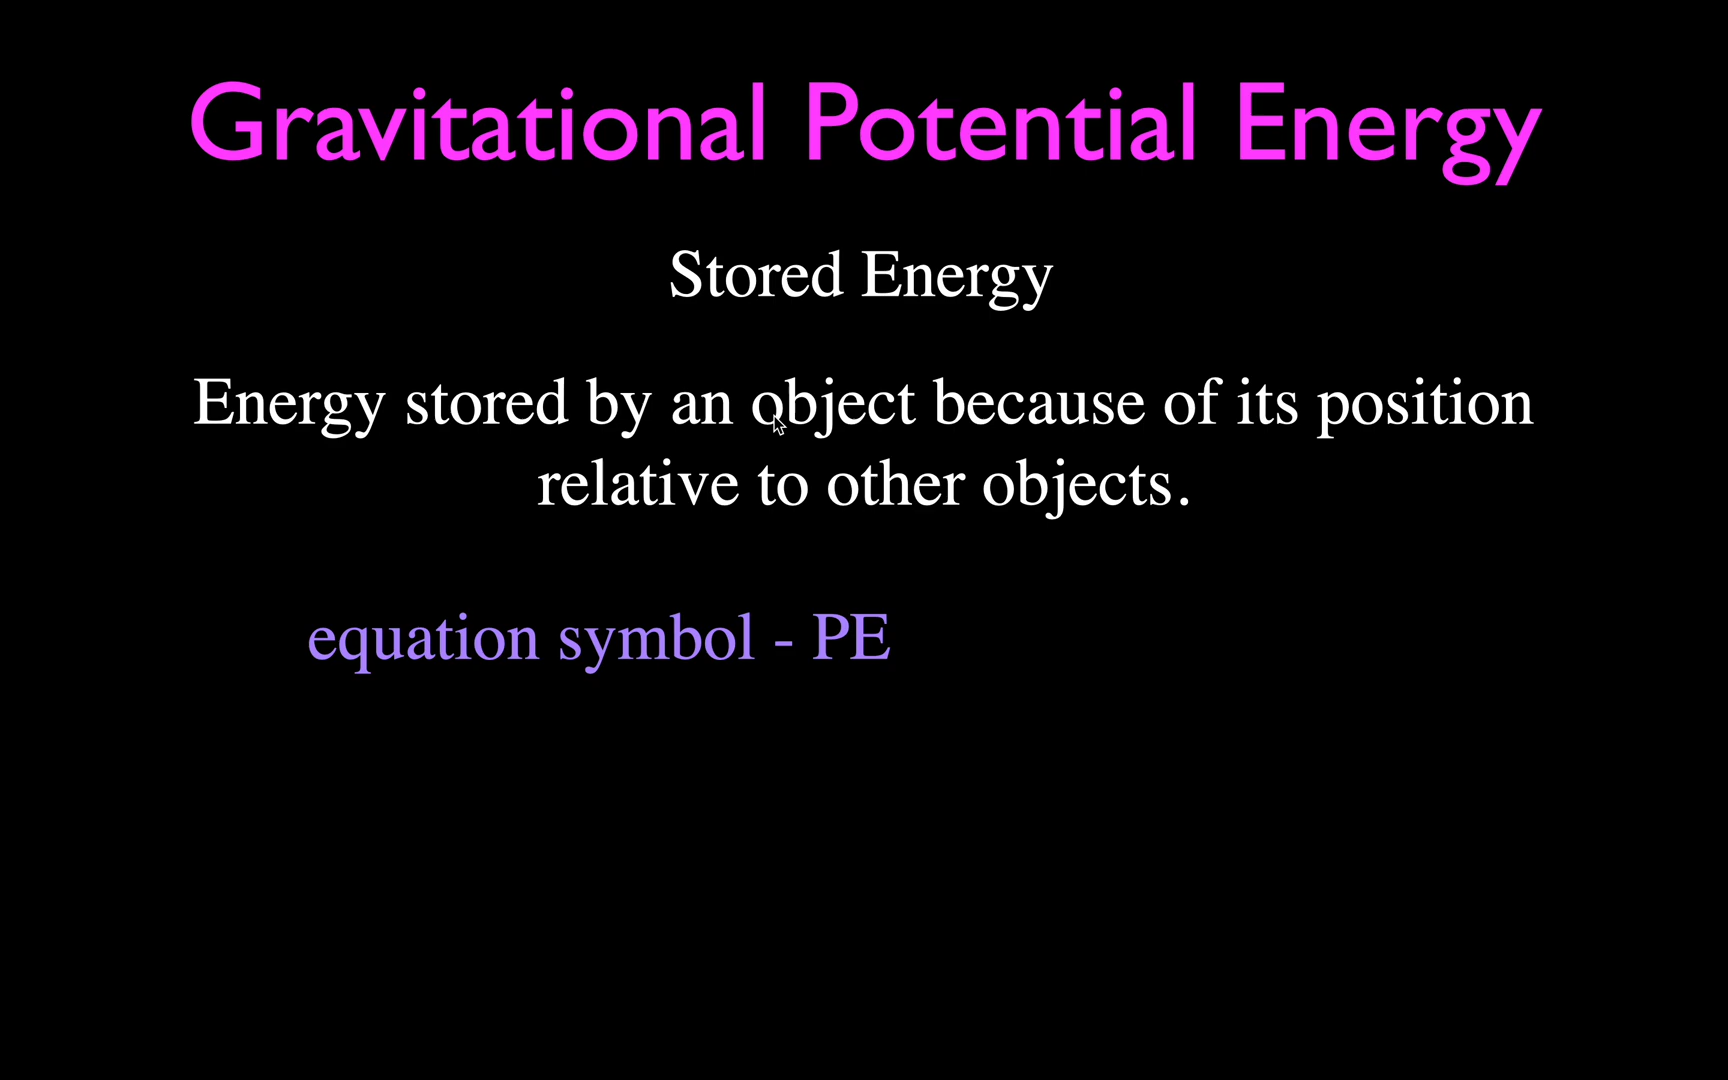 Gravitational Potential Energy
Stored Energy
Energy stored by an object because of its position
relative to other objects.
equation symbol - PE